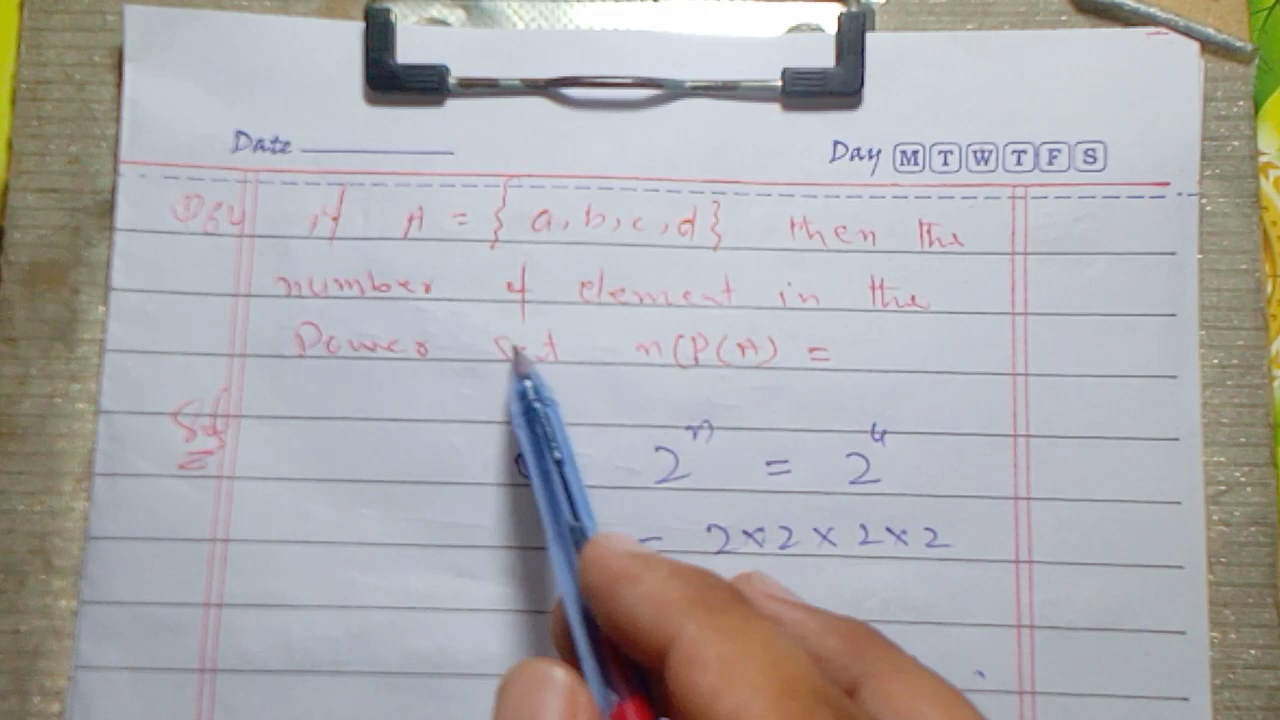 Date
Day M T W T F S
if A = { a, b, c, d } then the
number of element in the
Power Set n(P(A) =
Sol
2ⁿ = 2⁴
= 2×2×2×2